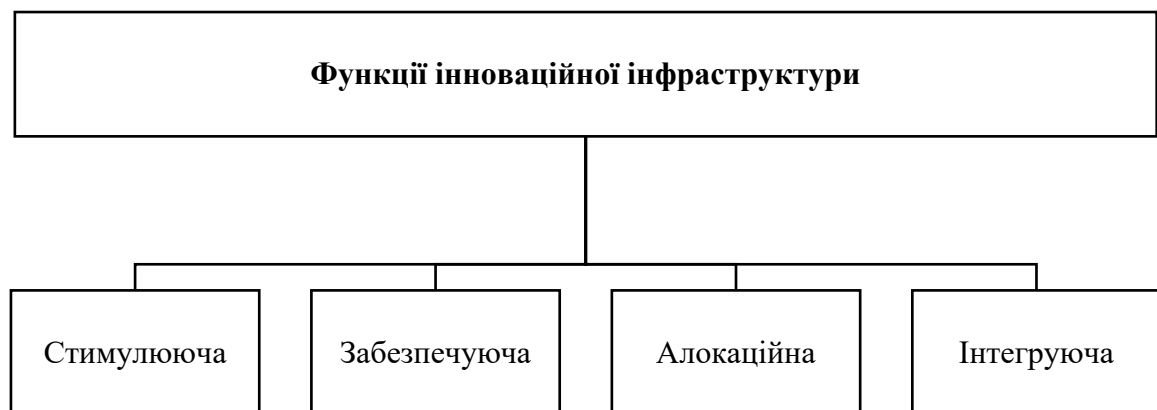 Функції інноваційної інфраструктури
Стимулююча
Забезпечуюча
Алокаційна
Інтегруюча